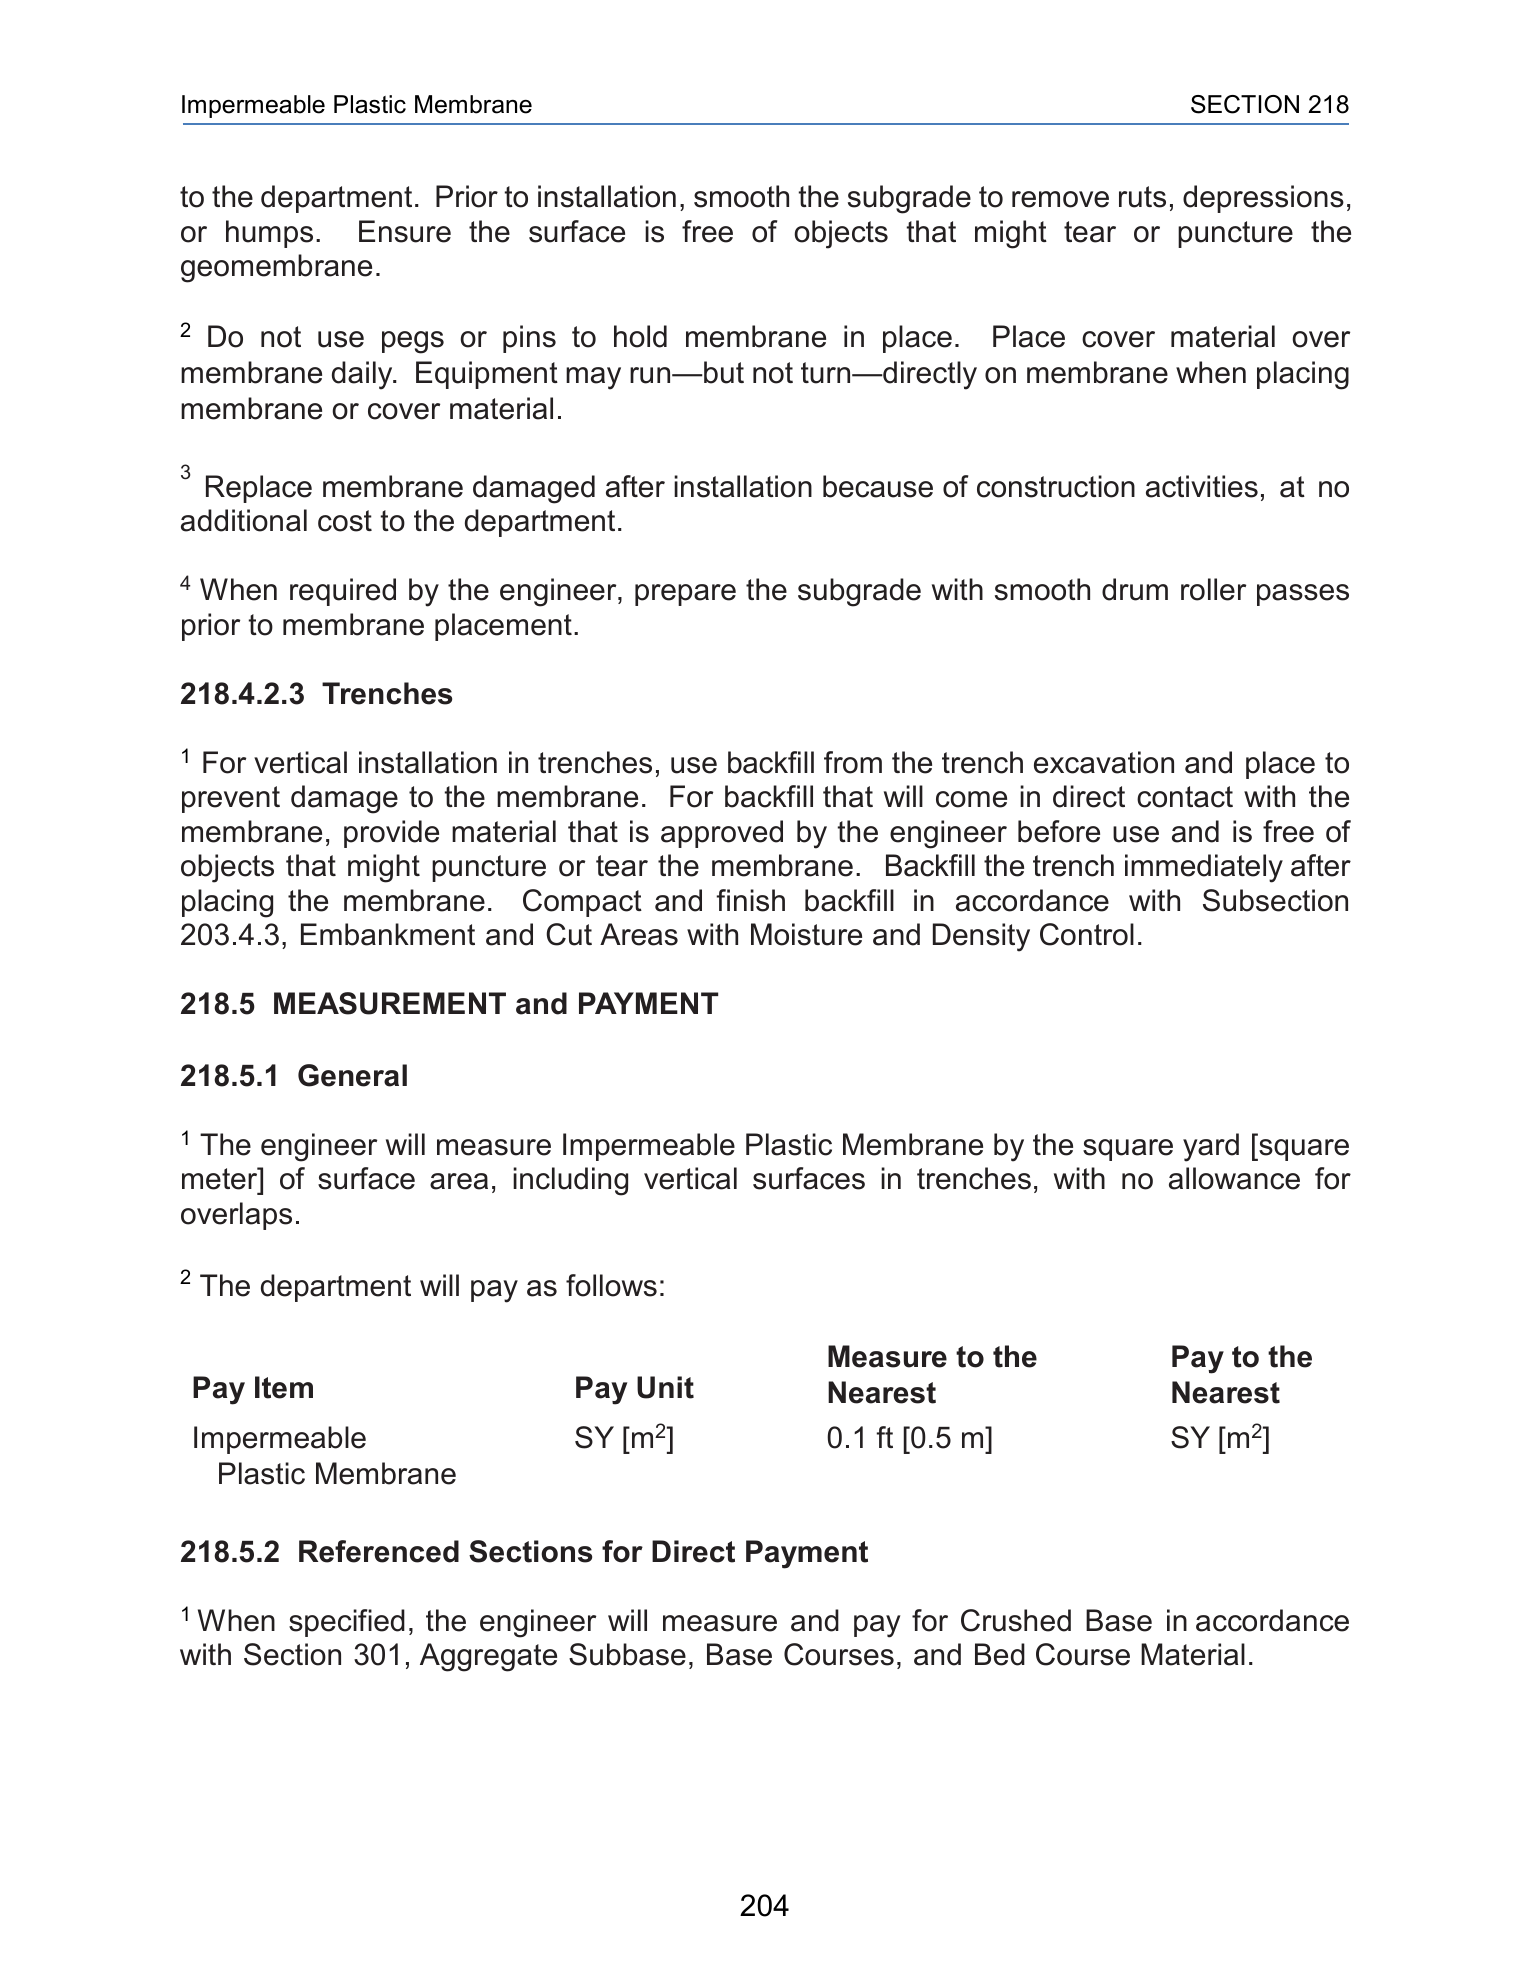 Impermeable Plastic Membrane SECTION 218
to the department. Prior to installation, smooth the subgrade to remove ruts, depressions,
or humps. Ensure the surface is free of objects that might tear or puncture the
geomembrane.
2 Do not use pegs or pins to hold membrane in place. Place cover material over
membrane daily. Equipment may run—but not turn—directly on membrane when placing
membrane or cover material.
3 Replace membrane damaged after installation because of construction activities, at no
additional cost to the department.
4 When required by the engineer, prepare the subgrade with smooth drum roller passes
prior to membrane placement.
218.4.2.3 Trenches
1 For vertical installation in trenches, use backfill from the trench excavation and place to
prevent damage to the membrane. For backfill that will come in direct contact with the
membrane, provide material that is approved by the engineer before use and is free of
objects that might puncture or tear the membrane. Backfill the trench immediately after
placing the membrane. Compact and finish backfill in accordance with Subsection
203.4.3, Embankment and Cut Areas with Moisture and Density Control.
218.5 MEASUREMENT and PAYMENT
218.5.1 General
1 The engineer will measure Impermeable Plastic Membrane by the square yard [square
meter] of surface area, including vertical surfaces in trenches, with no allowance for
overlaps.
2 The department will pay as follows:
Measure to the Pay to the
Pay Item Pay Unit Nearest Nearest
Impermeable SY [m²] 0.1 ft [0.5 m] SY [m²]
Plastic Membrane
218.5.2 Referenced Sections for Direct Payment
1 When specified, the engineer will measure and pay for Crushed Base in accordance
with Section 301, Aggregate Subbase, Base Courses, and Bed Course Material.
204